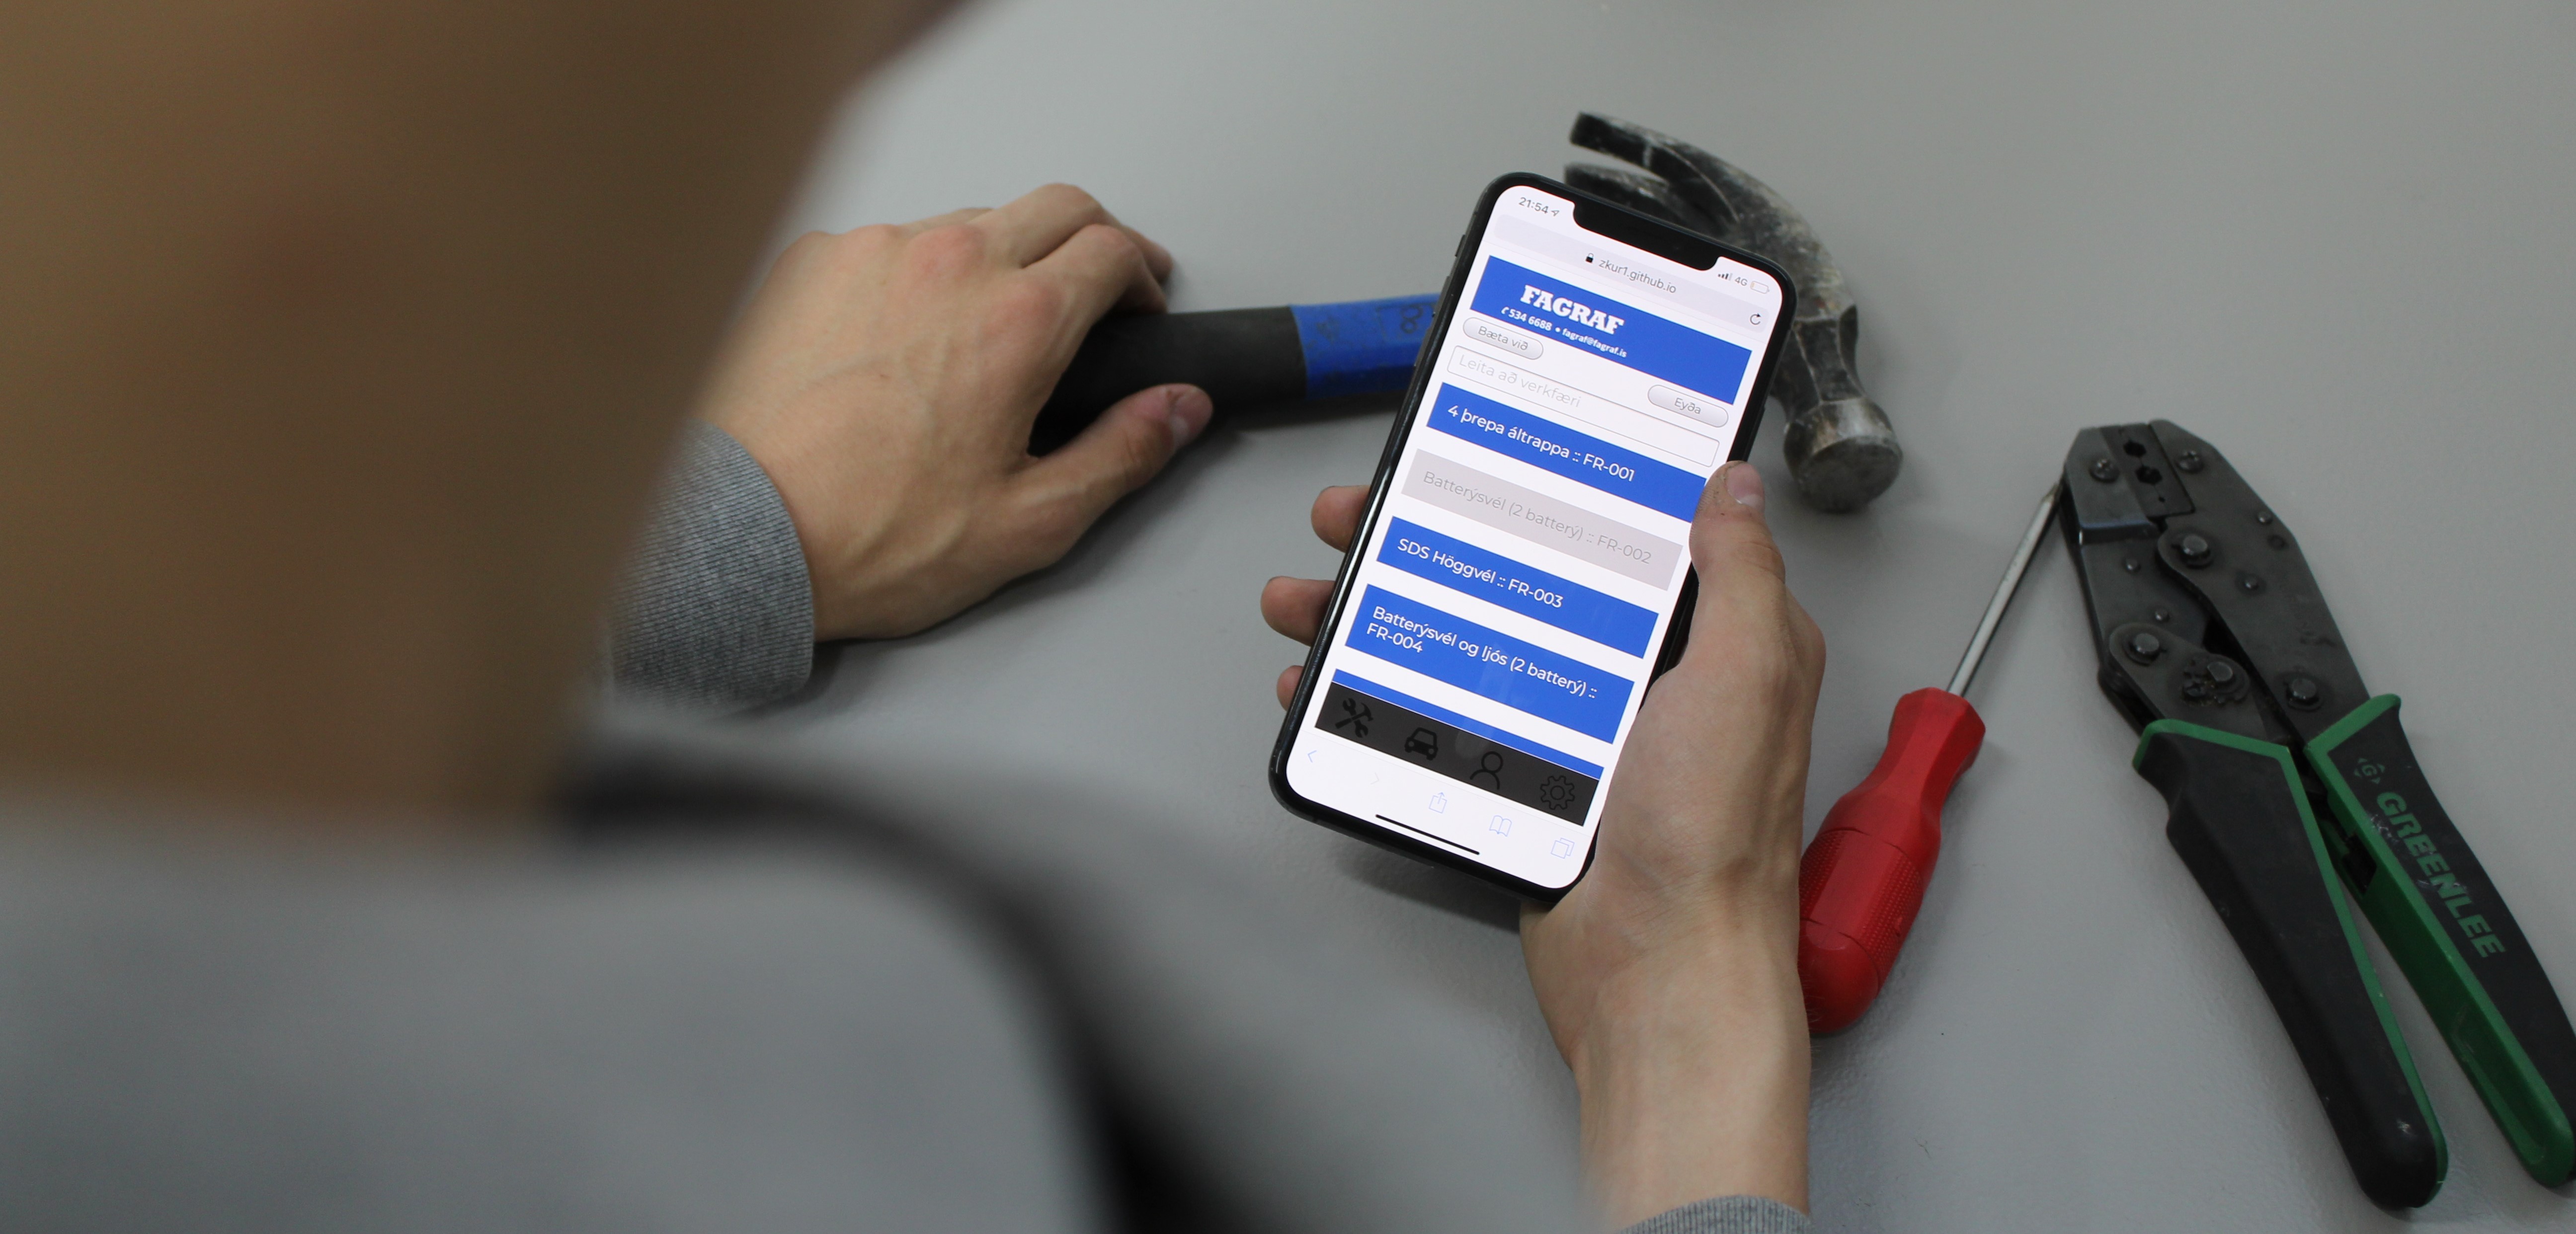 21:54
4G
zkur1.github.io
FAGRAF
534 6688 • fagraf@fagraf.is
Bæta við
Eyða
Leita að verkfæri
4 þrepa áltrappa :: FR-001
Batterýsvél (2 batterý) :: FR-002
SDS Höggvél :: FR-003
Batterýsvél og ljós (2 batterý) ::
FR-004
G
GREENLEE